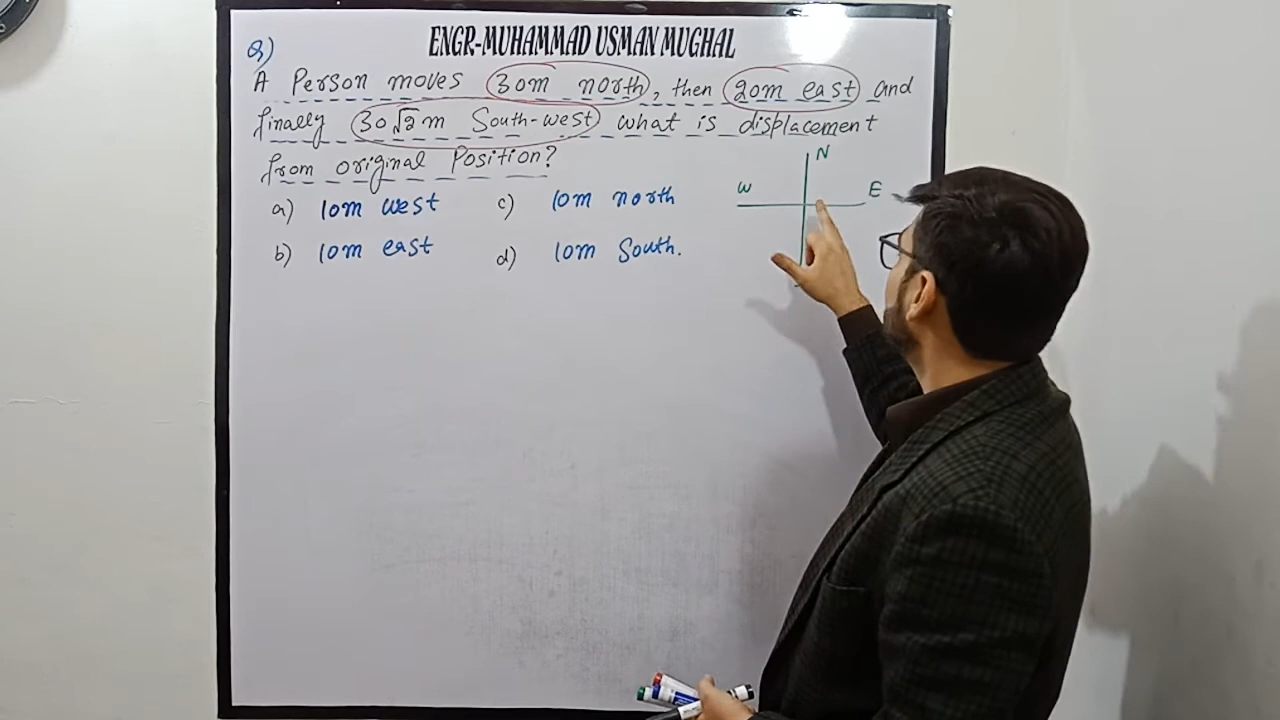 ENGR-MUHAMMAD USMAN MUGHAL
Q)
A Person moves 30m north, then 20m east and
finally 30√2 m South-west what is displacement
from original Position?
a) 10m west c) 10m north
b) 10m east d) 10m South.
N
W E